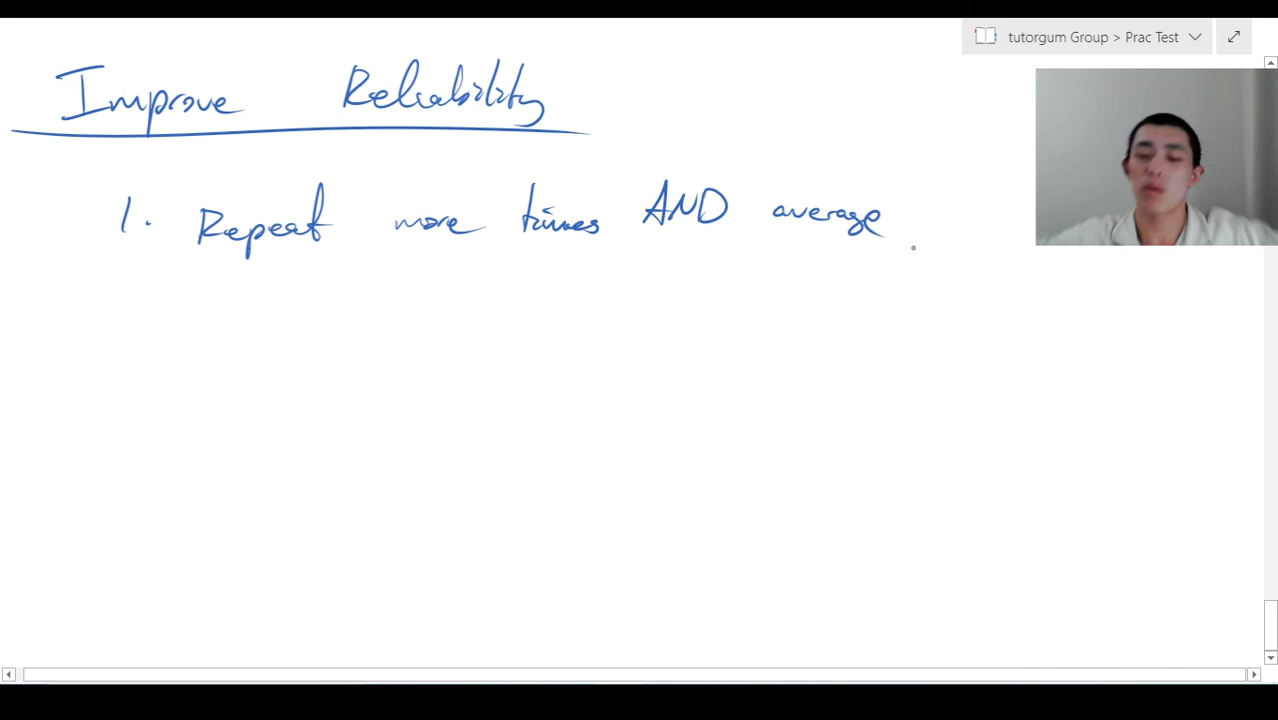 tutorgum Group > Prac Test
Improve Reliability
1. Repeat more times AND average